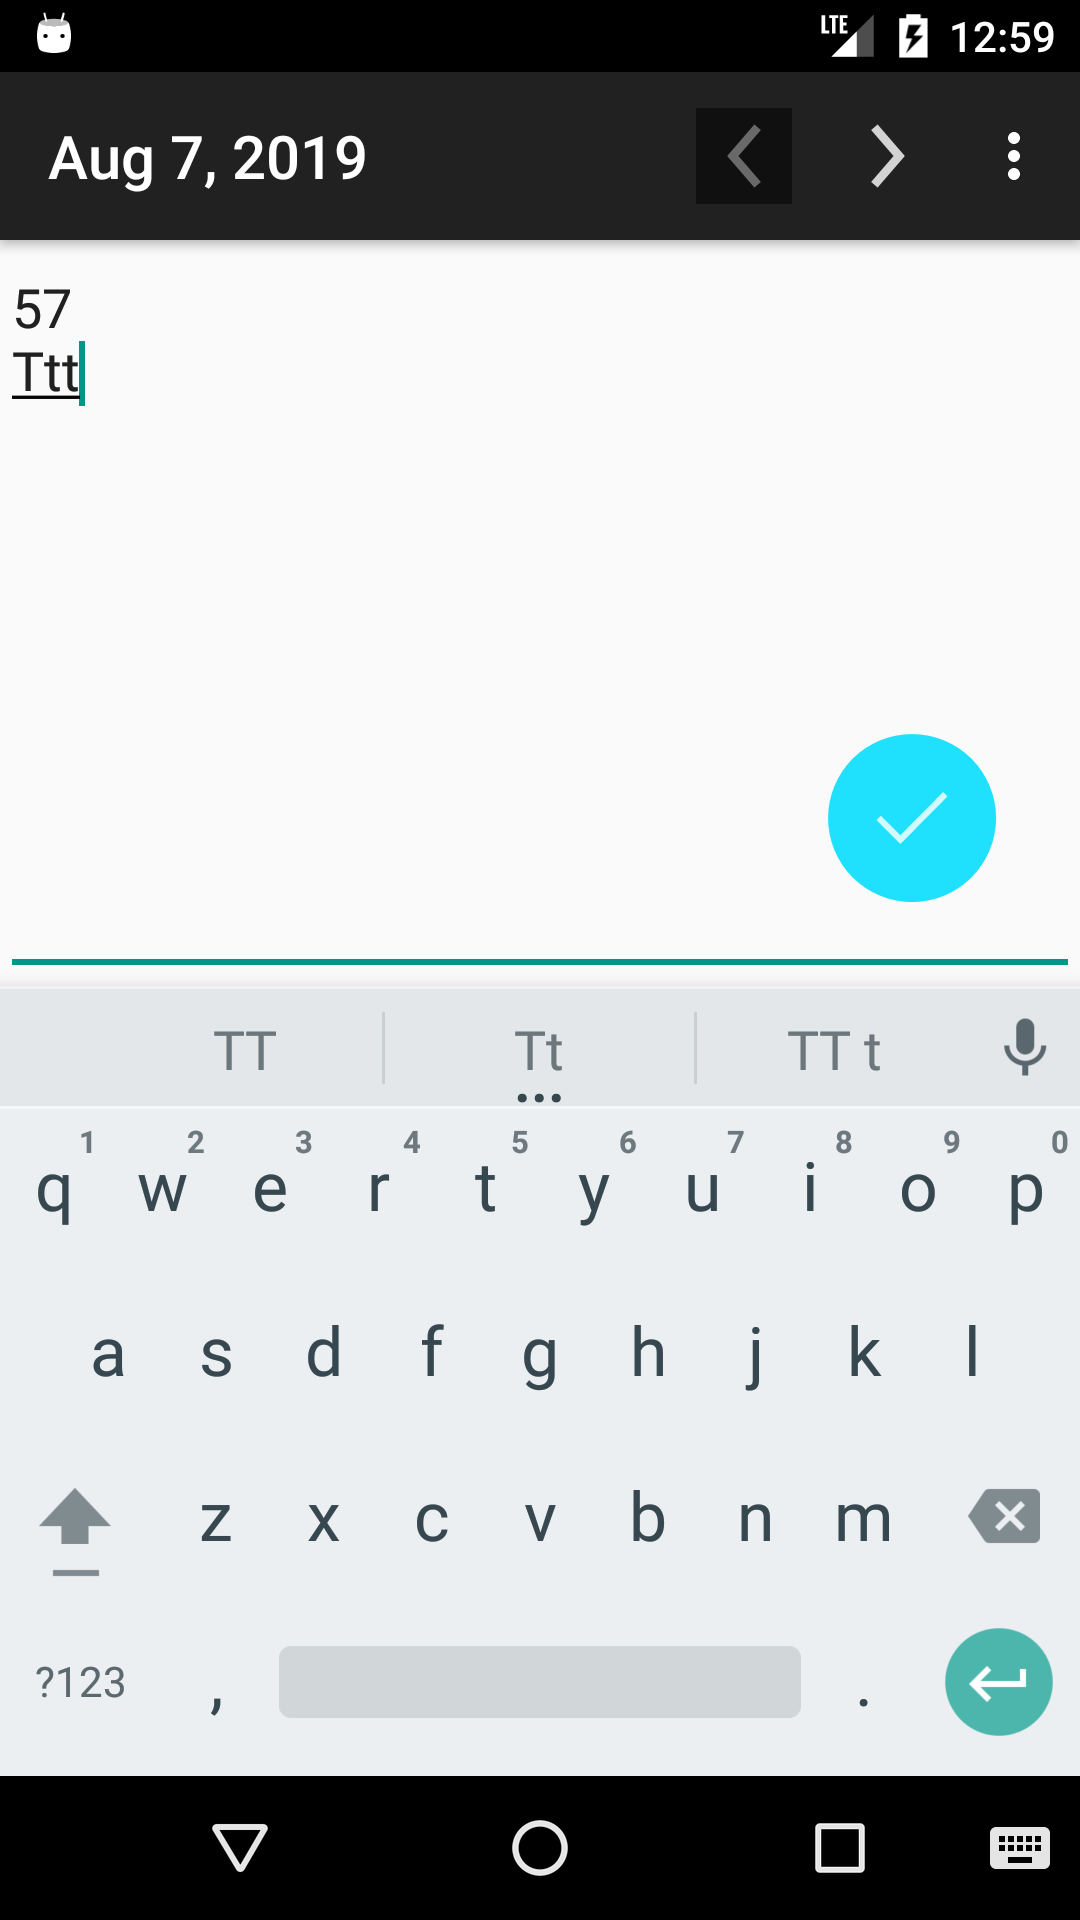 LTE 12:59
Aug 7, 2019
57
Ttt
TT Tt TT t
1 2 3 4 5 6 7 8 9 0
q w e r t y u i o p
a s d f g h j k l
z x c v b n m
?123 , .